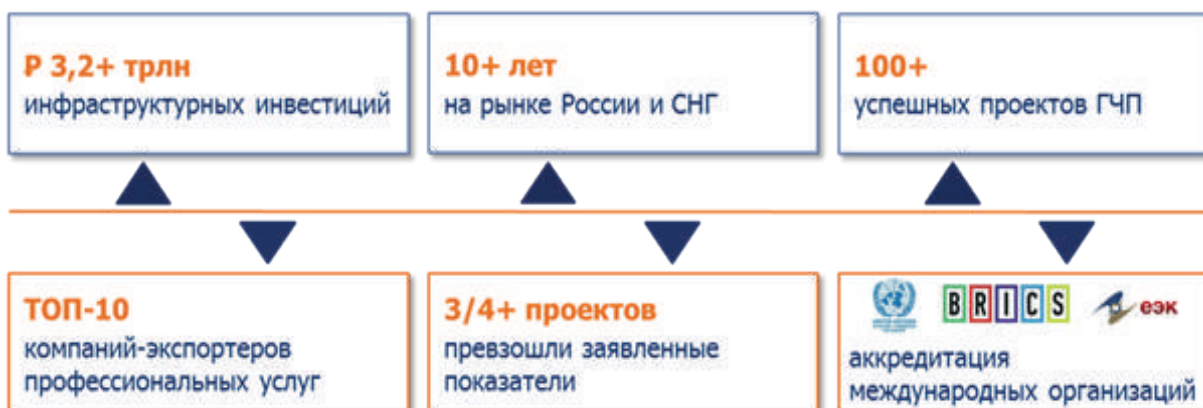 Р 3,2+ трлн
инфраструктурных инвестиций
10+ лет
на рынке России и СНГ
100+
успешных проектов ГЧП
ТОП-10
компаний-экспортеров
профессиональных услуг
3/4+ проектов
превзошли заявленные
показатели
BRICS
еэк
аккредитация
международных организаций